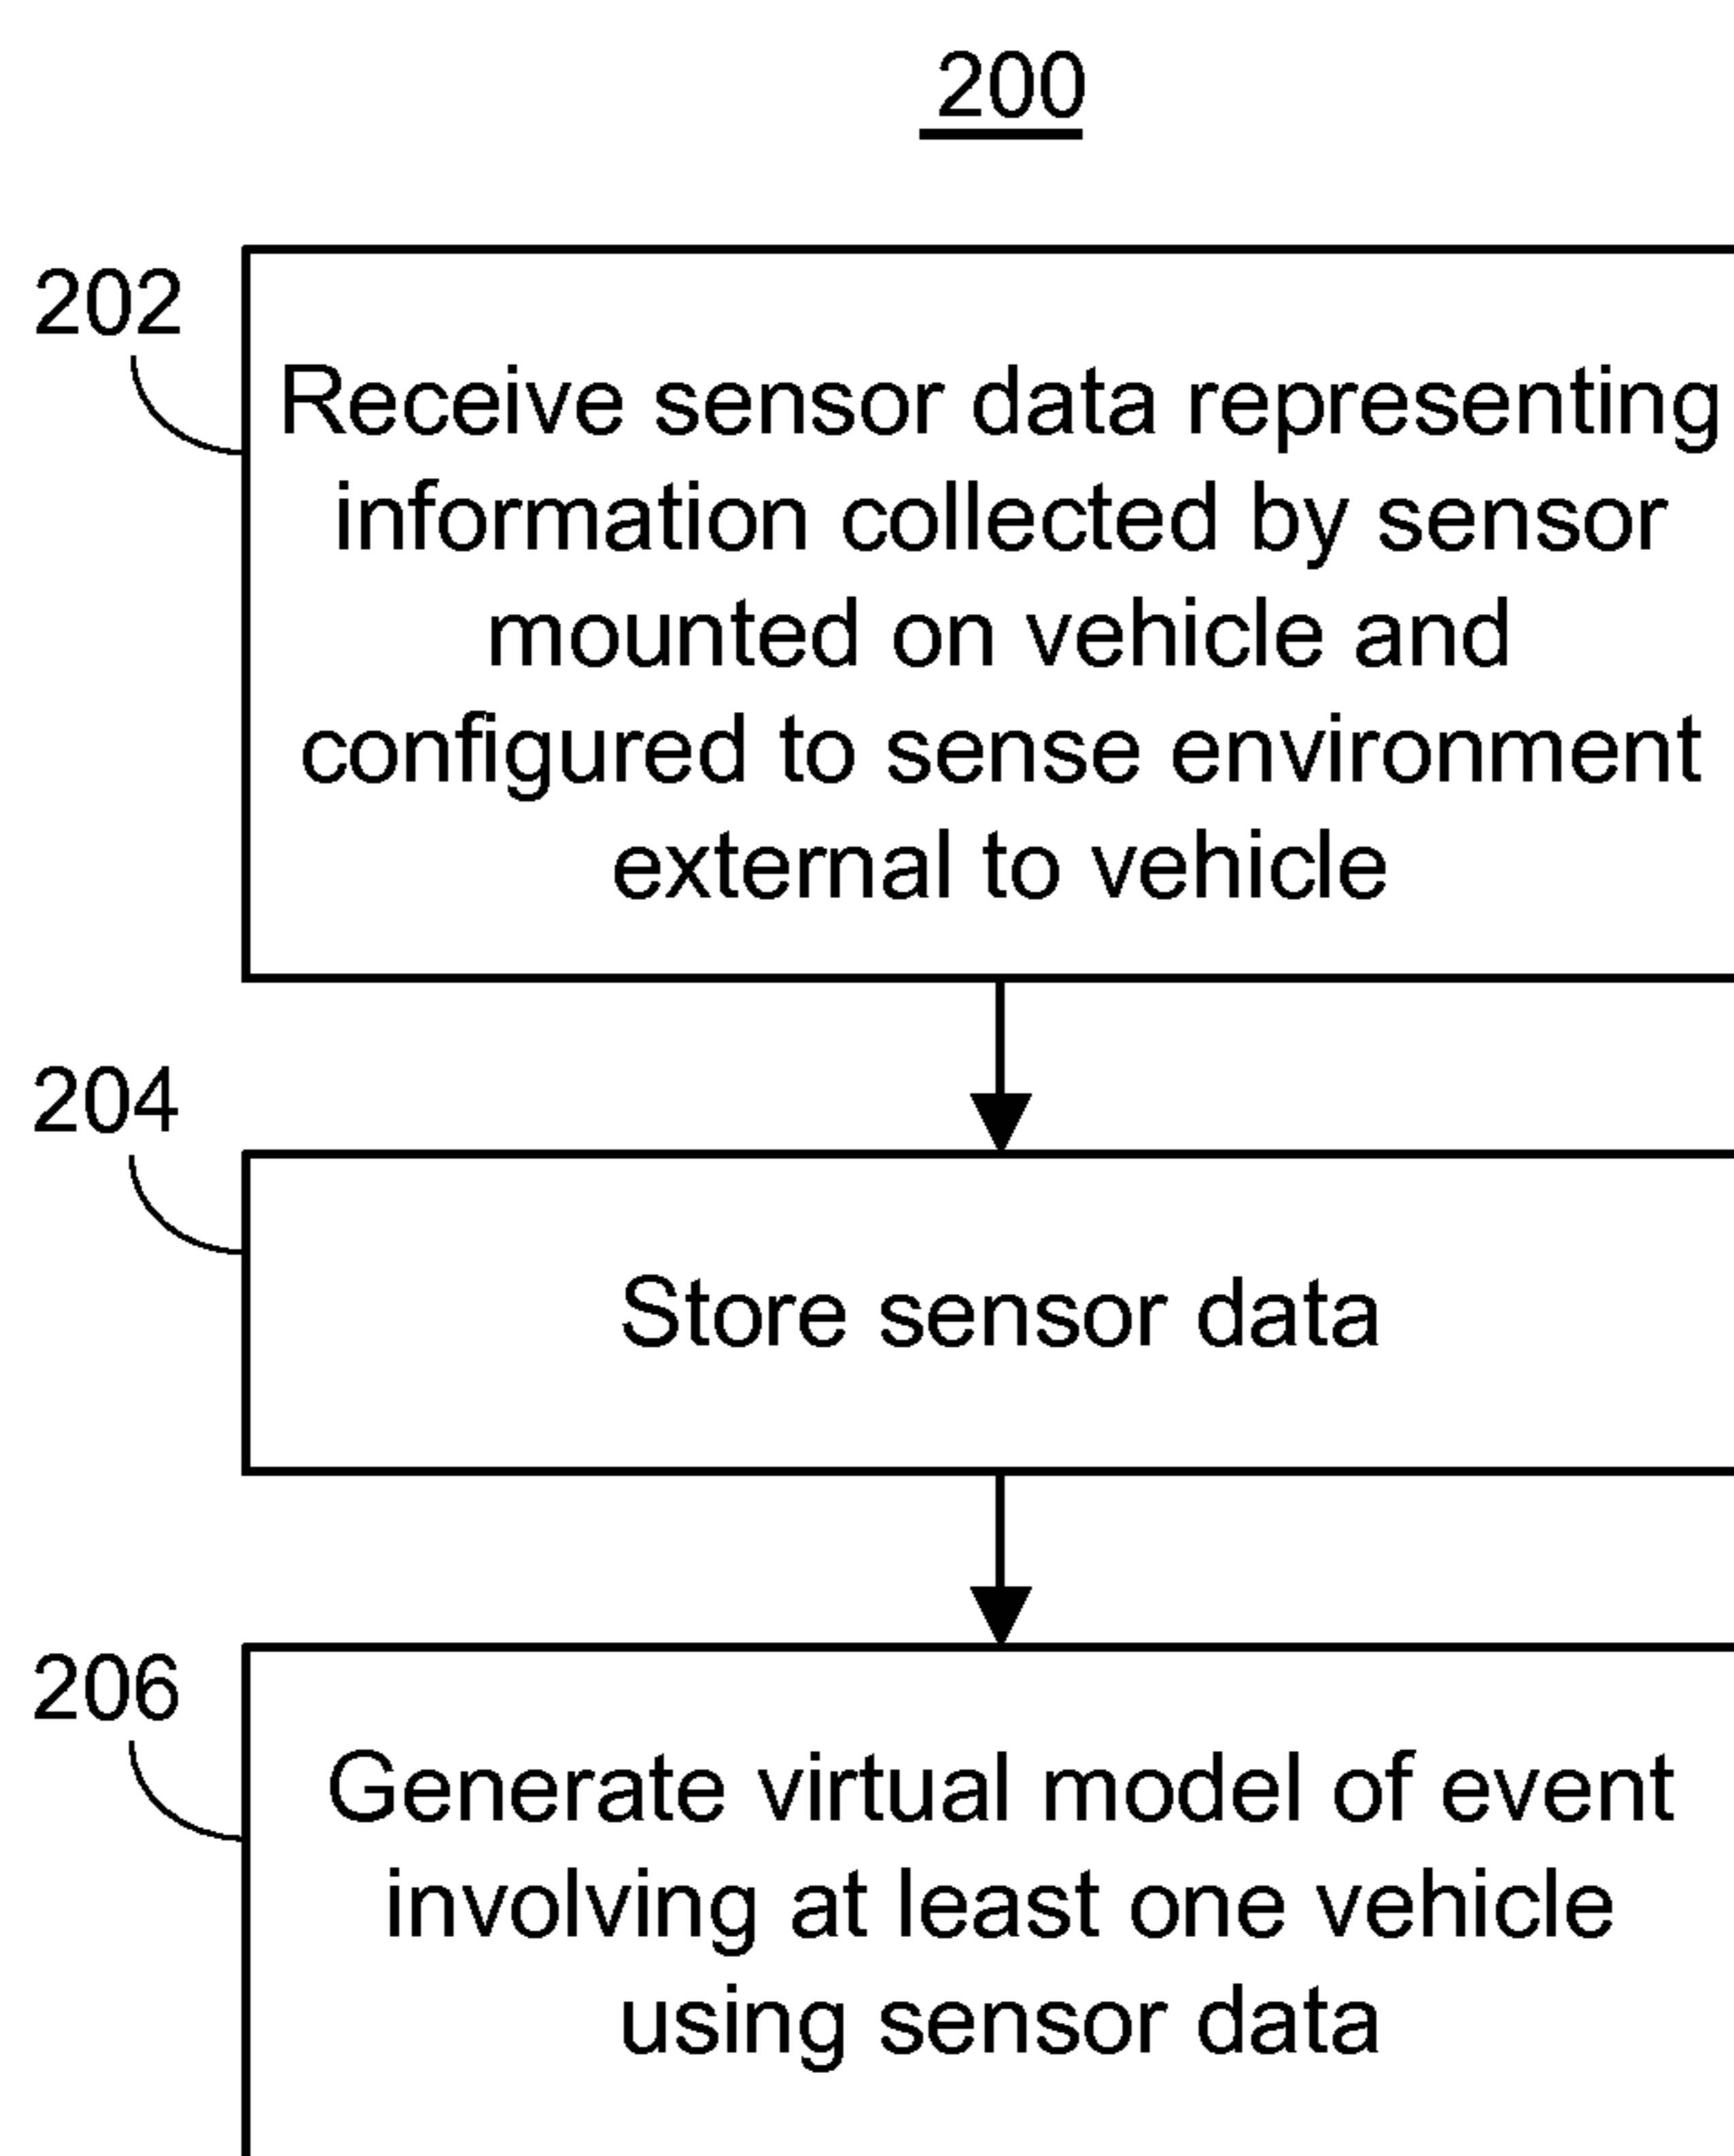 200
202
Receive sensor data representing
information collected by sensor
mounted on vehicle and
configured to sense environment
external to vehicle
204
Store sensor data
206
Generate virtual model of event
involving at least one vehicle
using sensor data